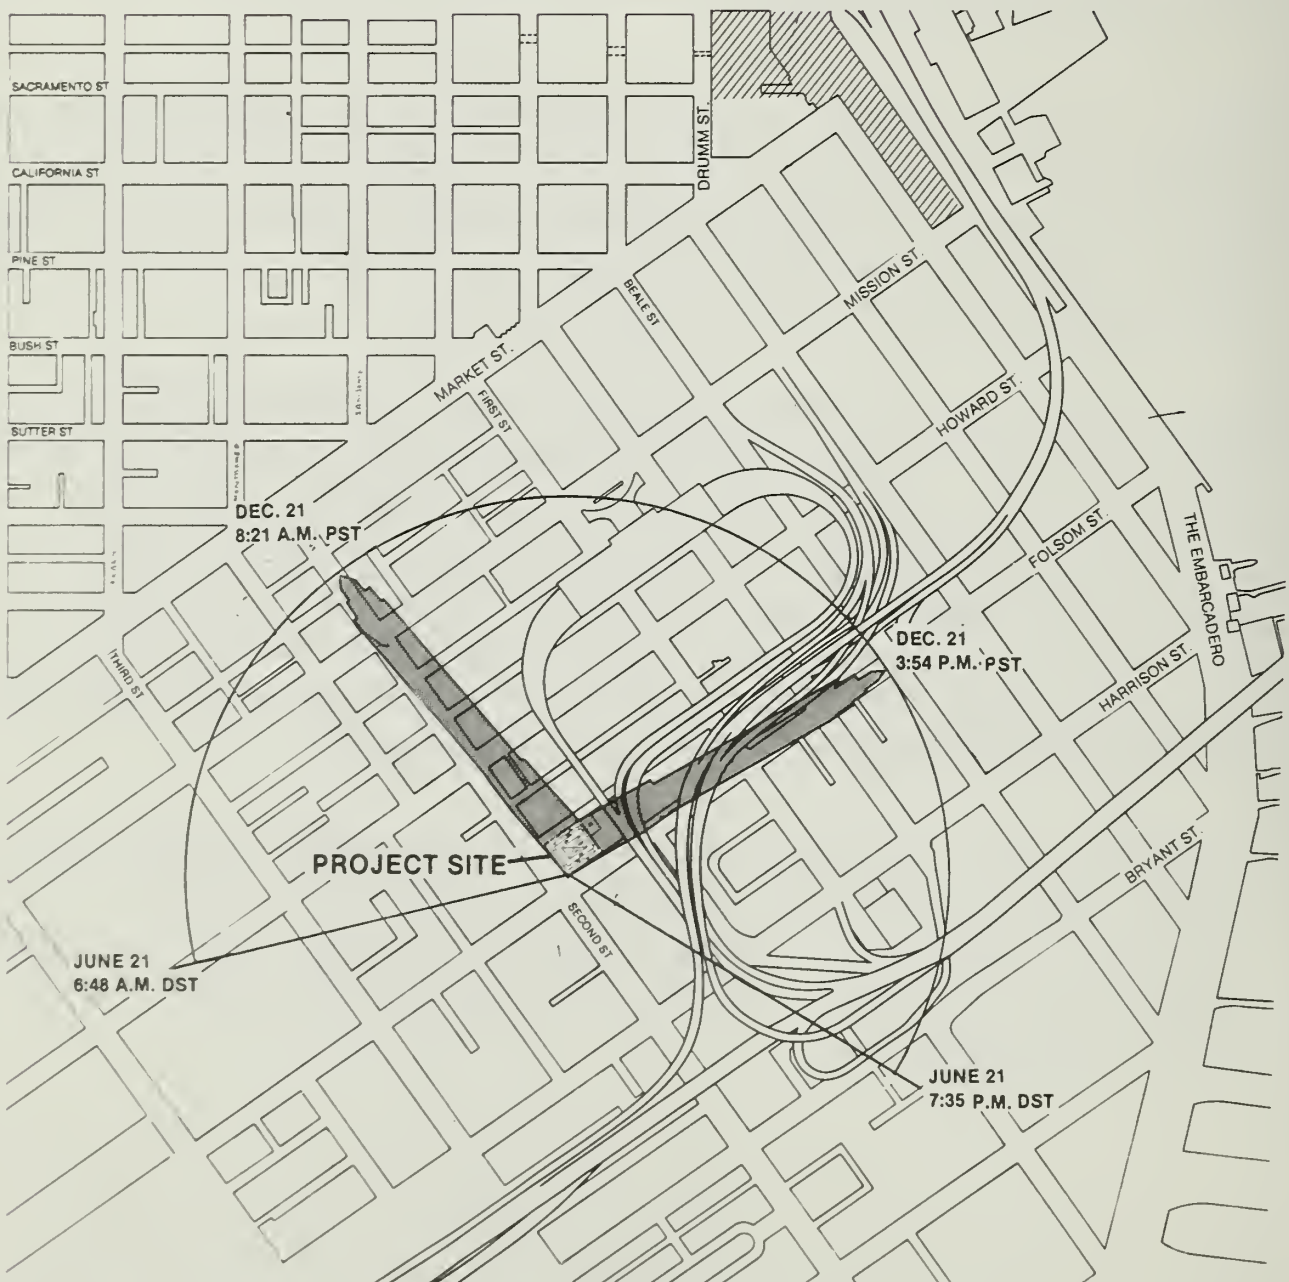 SACRAMENTO ST
CALIFORNIA ST
DRUMM ST.
PINE ST
BEALE ST
MISSION ST.
BUSH ST
MARKET ST.
FIRST ST
HOWARD ST.
SUTTER ST
DEC. 21
8:21 A.M. PST
FOLSOM ST.
THE EMBARCADERO
DEC. 21
3:54 P.M. PST
THIRD ST
HARRISON ST.
PROJECT SITE
BRYANT ST.
SECOND ST
JUNE 21
6:48 A.M. DST
JUNE 21
7:35 P.M. DST